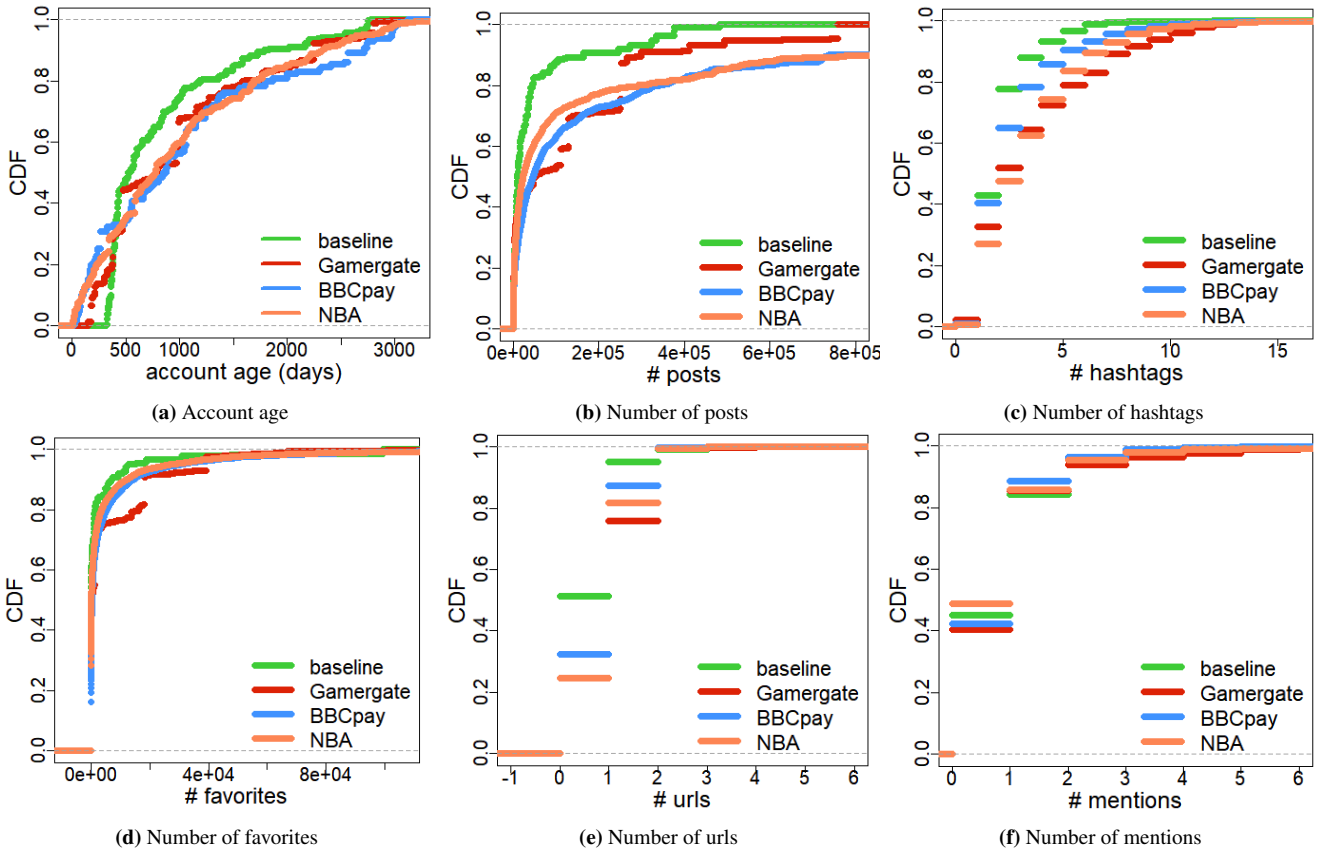 CDF
0.0 0.2 0.4 0.6 0.8 1.0
baseline
Gamergate
BBCpay
NBA
0 500 1000 2000 3000
account age (days)
(a) Account age
CDF
0.0 0.2 0.4 0.6 0.8 1.0
baseline
Gamergate
BBCpay
NBA
0e+00 2e+05 4e+05 6e+05 8e+05
# posts
(b) Number of posts
CDF
0.0 0.2 0.4 0.6 0.8 1.0
baseline
Gamergate
BBCpay
NBA
0 5 10 15
# hashtags
(c) Number of hashtags
CDF
0.0 0.2 0.4 0.6 0.8 1.0
baseline
Gamergate
BBCpay
NBA
0e+00 4e+04 8e+04
# favorites
(d) Number of favorites
CDF
0.0 0.2 0.4 0.6 0.8 1.0
baseline
Gamergate
BBCpay
NBA
-1 0 1 2 3 4 5 6
# urls
(e) Number of urls
CDF
0.0 0.2 0.4 0.6 0.8 1.0
baseline
Gamergate
BBCpay
NBA
0 1 2 3 4 5 6
# mentions
(f) Number of mentions